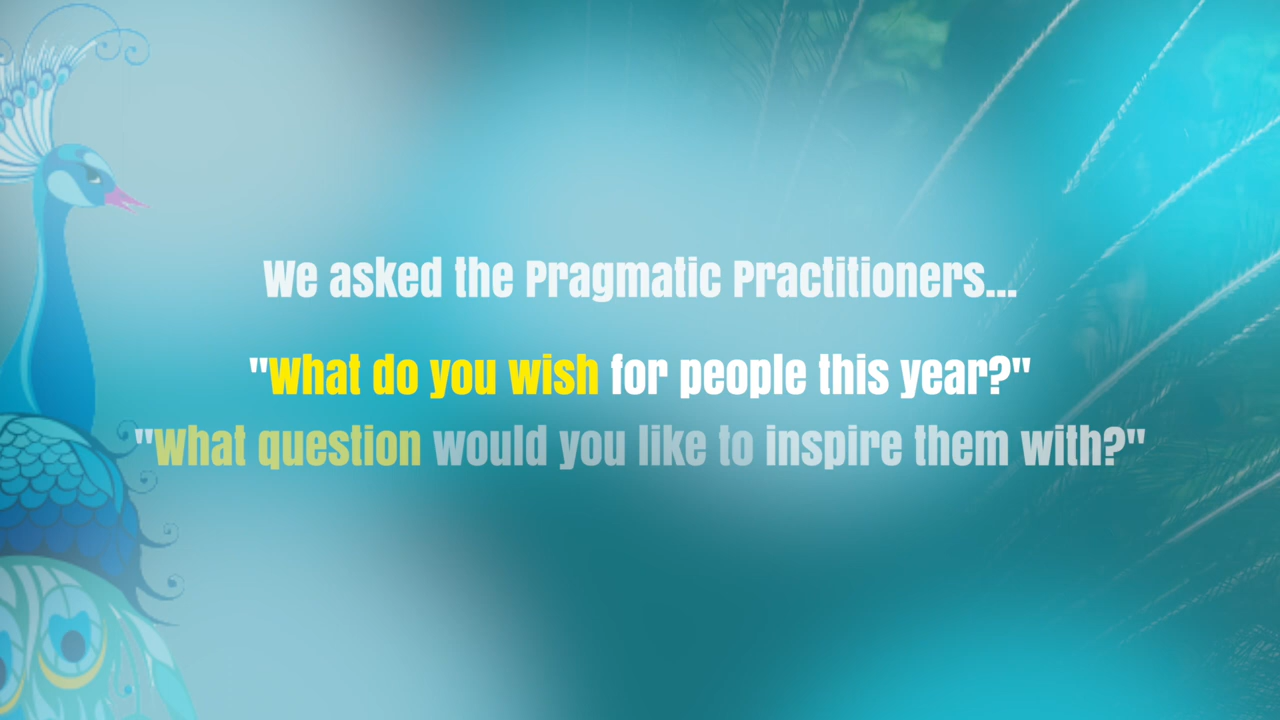 We asked the Pragmatic Practitioners...
"What do you wish for people this year?"
"What question would you like to inspire them with?"